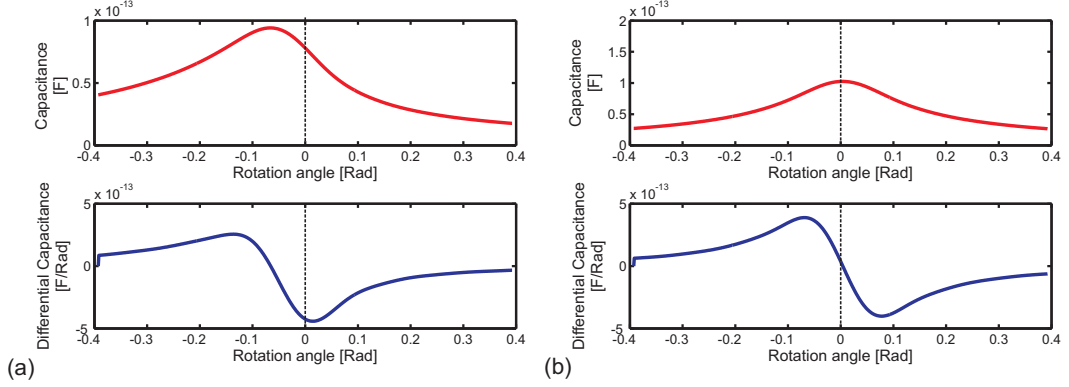 x 10⁻¹³
1
0.5
0
Capacitance
[F]
-0.4 -0.3 -0.2 -0.1 0 0.1 0.2 0.3 0.4
Rotation angle [Rad]
x 10⁻¹³
5
0
-5
Differential Capacitance
[F/Rad]
-0.4 -0.3 -0.2 -0.1 0 0.1 0.2 0.3 0.4
Rotation angle [Rad]
(a)
x 10⁻¹³
2
1.5
1
0.5
0
Capacitance
[F]
-0.4 -0.3 -0.2 -0.1 0 0.1 0.2 0.3 0.4
Rotation angle [Rad]
x 10⁻¹³
5
0
-5
Differential Capacitance
[F/Rad]
-0.4 -0.3 -0.2 -0.1 0 0.1 0.2 0.3 0.4
Rotation angle [Rad]
(b)